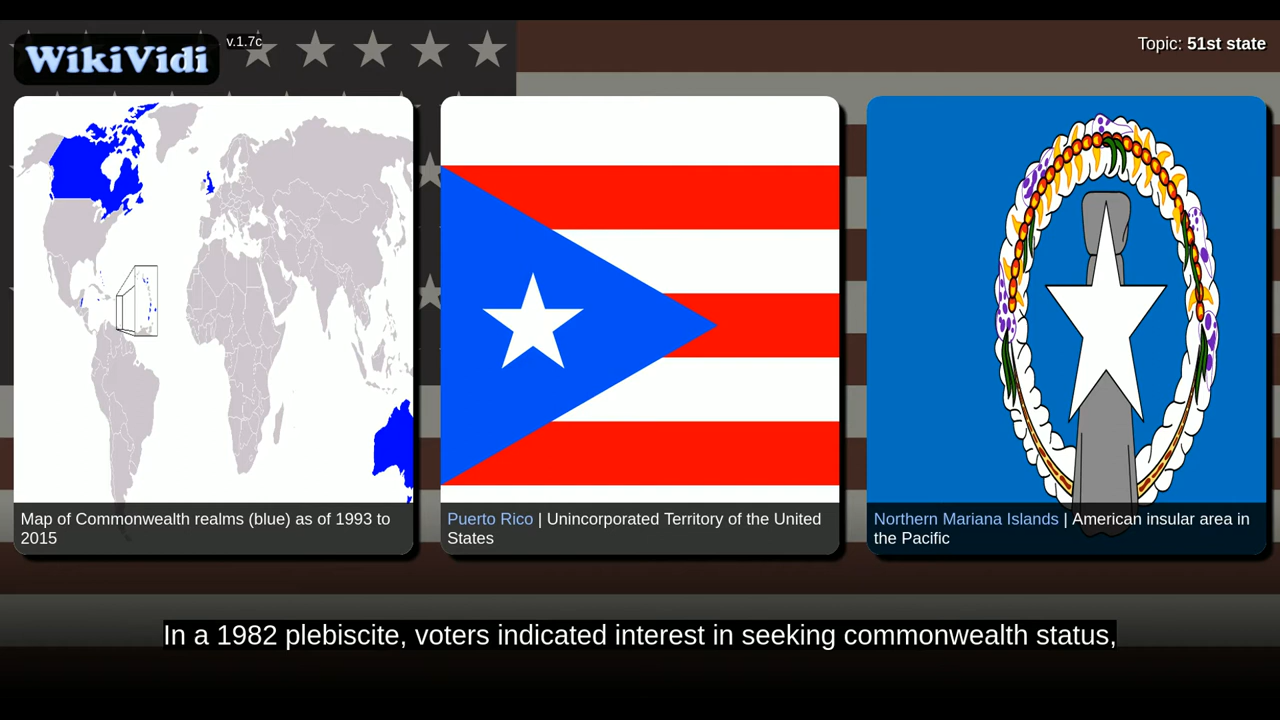 WikiVidi
v.1.7c
Topic: 51st state
Map of Commonwealth realms (blue) as of 1993 to
2015
Puerto Rico | Unincorporated Territory of the United
States
Northern Mariana Islands | American insular area in
the Pacific
In a 1982 plebiscite, voters indicated interest in seeking commonwealth status,